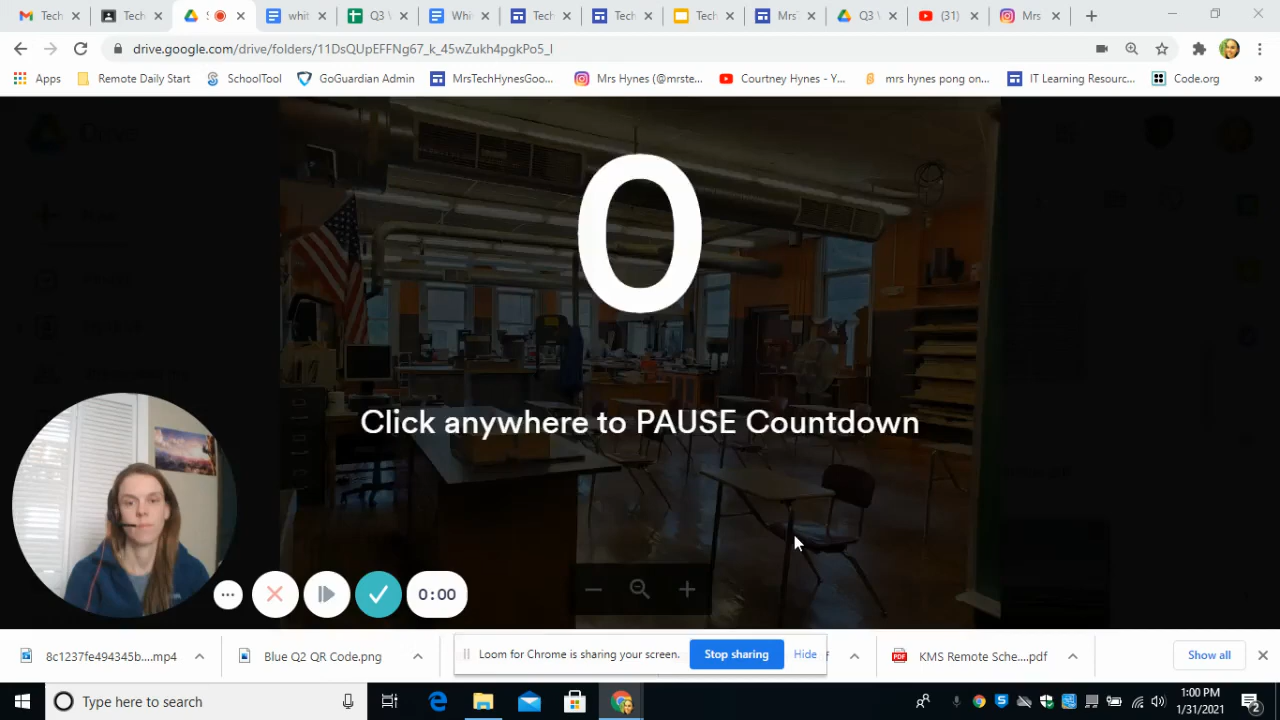 Tech
Tech
S
whit
Q3 \
Whi
Tech
Tech
Tech
Mrs'
Q3 \
(31)
Mrs
drive.google.com/drive/folders/11DsQUpEFFNg67_k_45wZukh4pgkPo5_l
Apps
Remote Daily Start
SchoolTool
GoGuardian Admin
MrsTechHynesGoo...
Mrs Hynes (@mrste...
Courtney Hynes - Y...
mrs hynes pong on...
IT Learning Resourc...
Code.org
»
Drive
0
Click anywhere to PAUSE Countdown
0:00
8c1237fe494345b....mp4
Blue Q2 QR Code.png
Loom for Chrome is sharing your screen.
Stop sharing
Hide
KMS Remote Sche....pdf
Show all
Type here to search
1:00 PM
1/31/2021
2